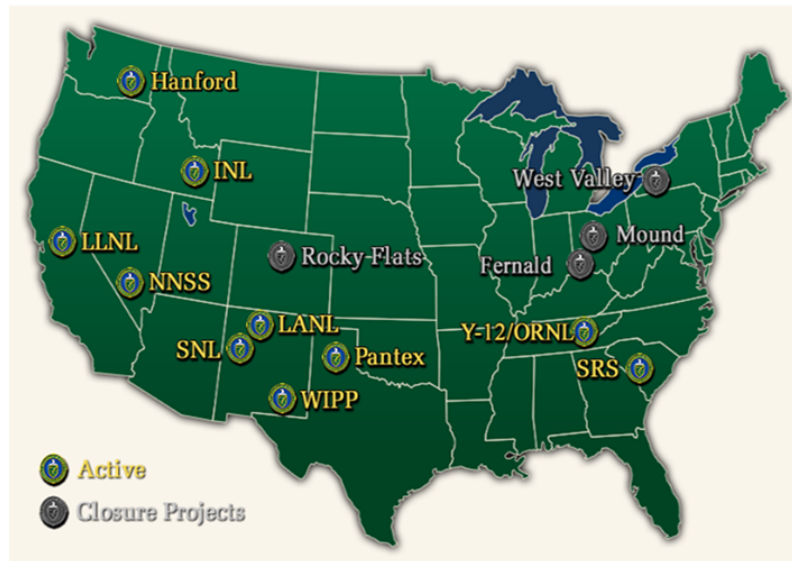 Hanford
INL
West Valley
LLNL
Rocky Flats
Mound
Fernald
NNSS
LANL
SNL
Pantex
Y-12/ORNL
SRS
WIPP
Active
Closure Projects